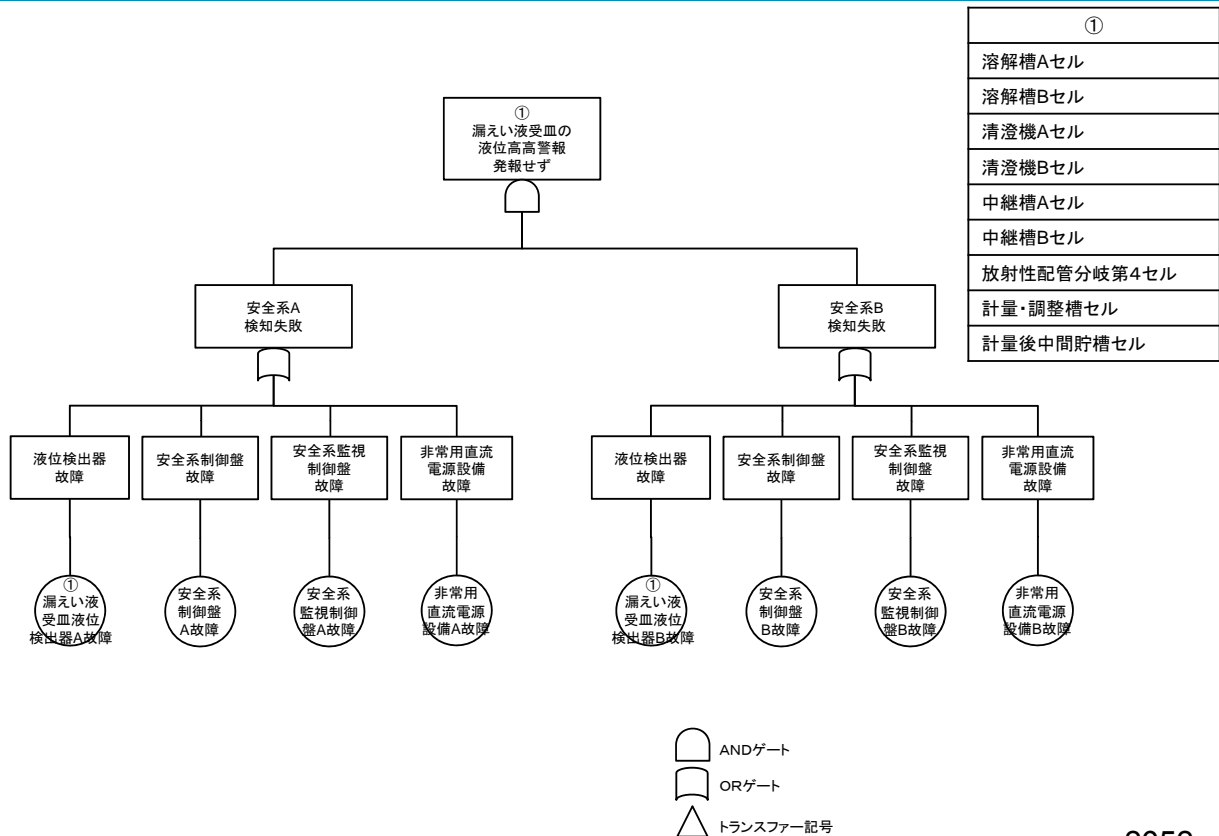 ①
溶解槽Aセル
溶解槽Bセル
清澄機Aセル
清澄機Bセル
中継槽Aセル
中継槽Bセル
放射性配管分岐第4セル
計量・調整槽セル
計量後中間貯槽セル
①
漏えい液受皿の
液位高高警報
発報せず
安全系A
検知失敗
安全系B
検知失敗
液位検出器
故障
安全系制御盤
故障
安全系監視
制御盤
故障
非常用直流
電源設備
故障
液位検出器
故障
安全系制御盤
故障
安全系監視
制御盤
故障
非常用直流
電源設備
故障
①
漏えい液
受皿液位
検出器A故障
安全系
制御盤
A故障
安全系
監視制御
盤A故障
非常用
直流電源
設備A故障
①
漏えい液
受皿液位
検出器B故障
安全系
制御盤
B故障
安全系
監視制御
盤B故障
非常用
直流電源
設備B故障
ANDゲート
ORゲート
トランスファー記号